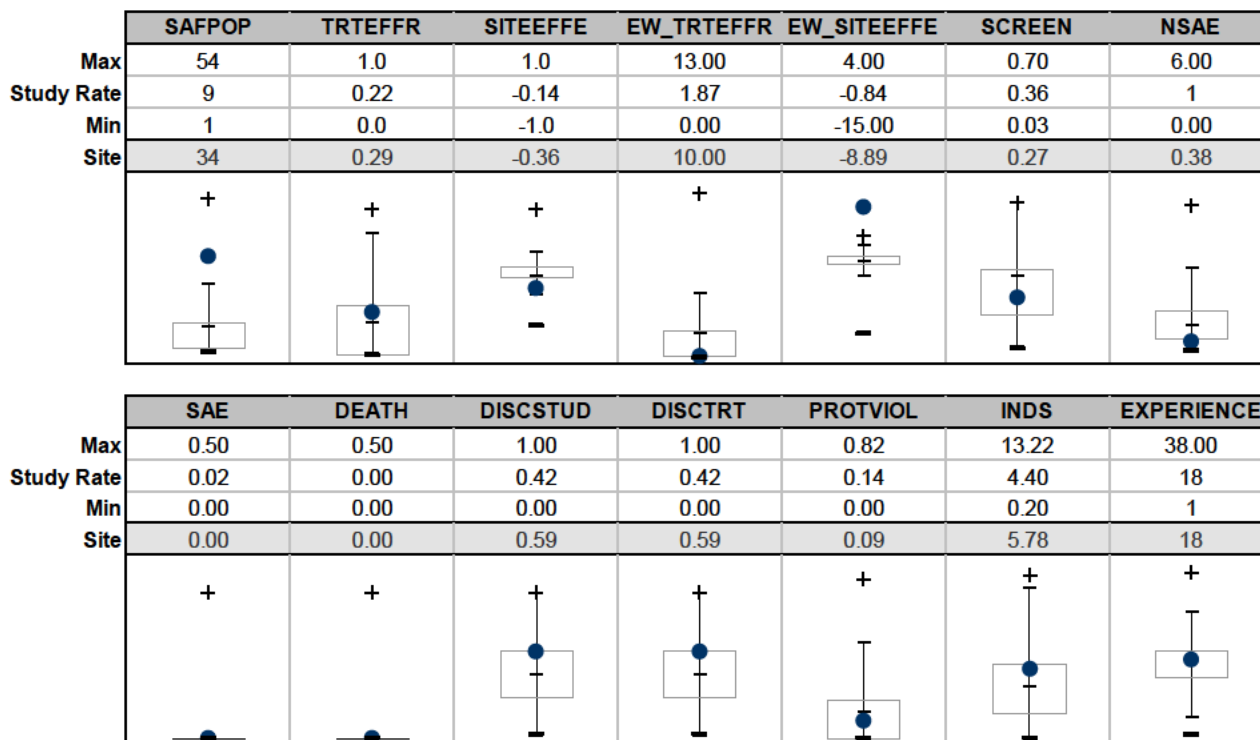 SAFPOP TRTEFFR SITEEFFE EW_TRTEFFR EW_SITEEFFE SCREEN NSAE
Max 54 1.0 1.0 13.00 4.00 0.70 6.00
Study Rate 9 0.22 -0.14 1.87 -0.84 0.36 1
Min 1 0.0 -1.0 0.00 -15.00 0.03 0.00
Site 34 0.29 -0.36 10.00 -8.89 0.27 0.38
SAE DEATH DISCSTUD DISCTRT PROTVIOL INDS EXPERIENCE
Max 0.50 0.50 1.00 1.00 0.82 13.22 38.00
Study Rate 0.02 0.00 0.42 0.42 0.14 4.40 18
Min 0.00 0.00 0.00 0.00 0.00 0.20 1
Site 0.00 0.00 0.59 0.59 0.09 5.78 18